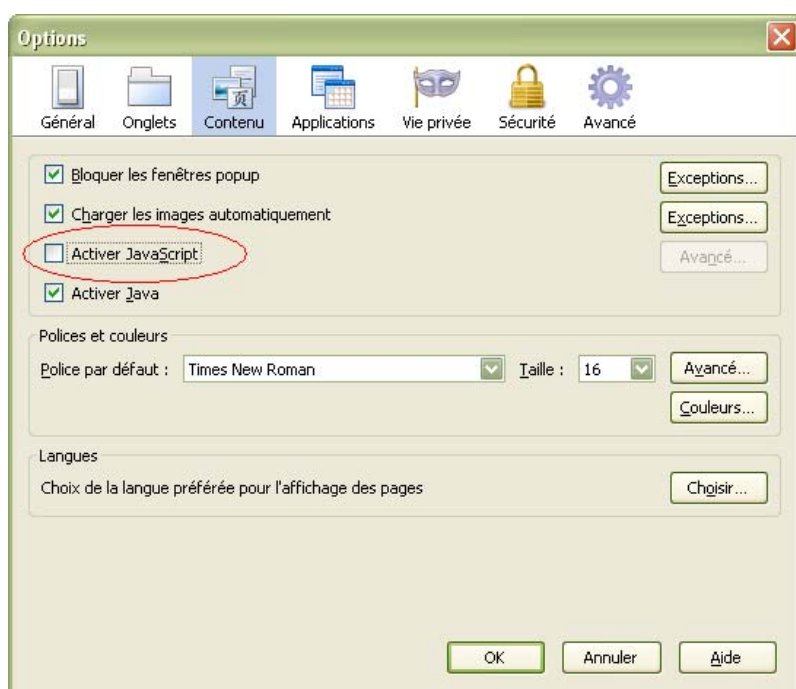 Options
Général Onglets Contenu Applications Vie privée Sécurité Avancé
Bloquer les fenêtres popup Exceptions...
Charger les images automatiquement Exceptions...
Activer JavaScript Avancé...
Activer Java
Polices et couleurs
Police par défaut : Times New Roman Taille : 16 Avancé...
Couleurs...
Langues
Choix de la langue préférée pour l'affichage des pages Choisir...
OK Annuler Aide